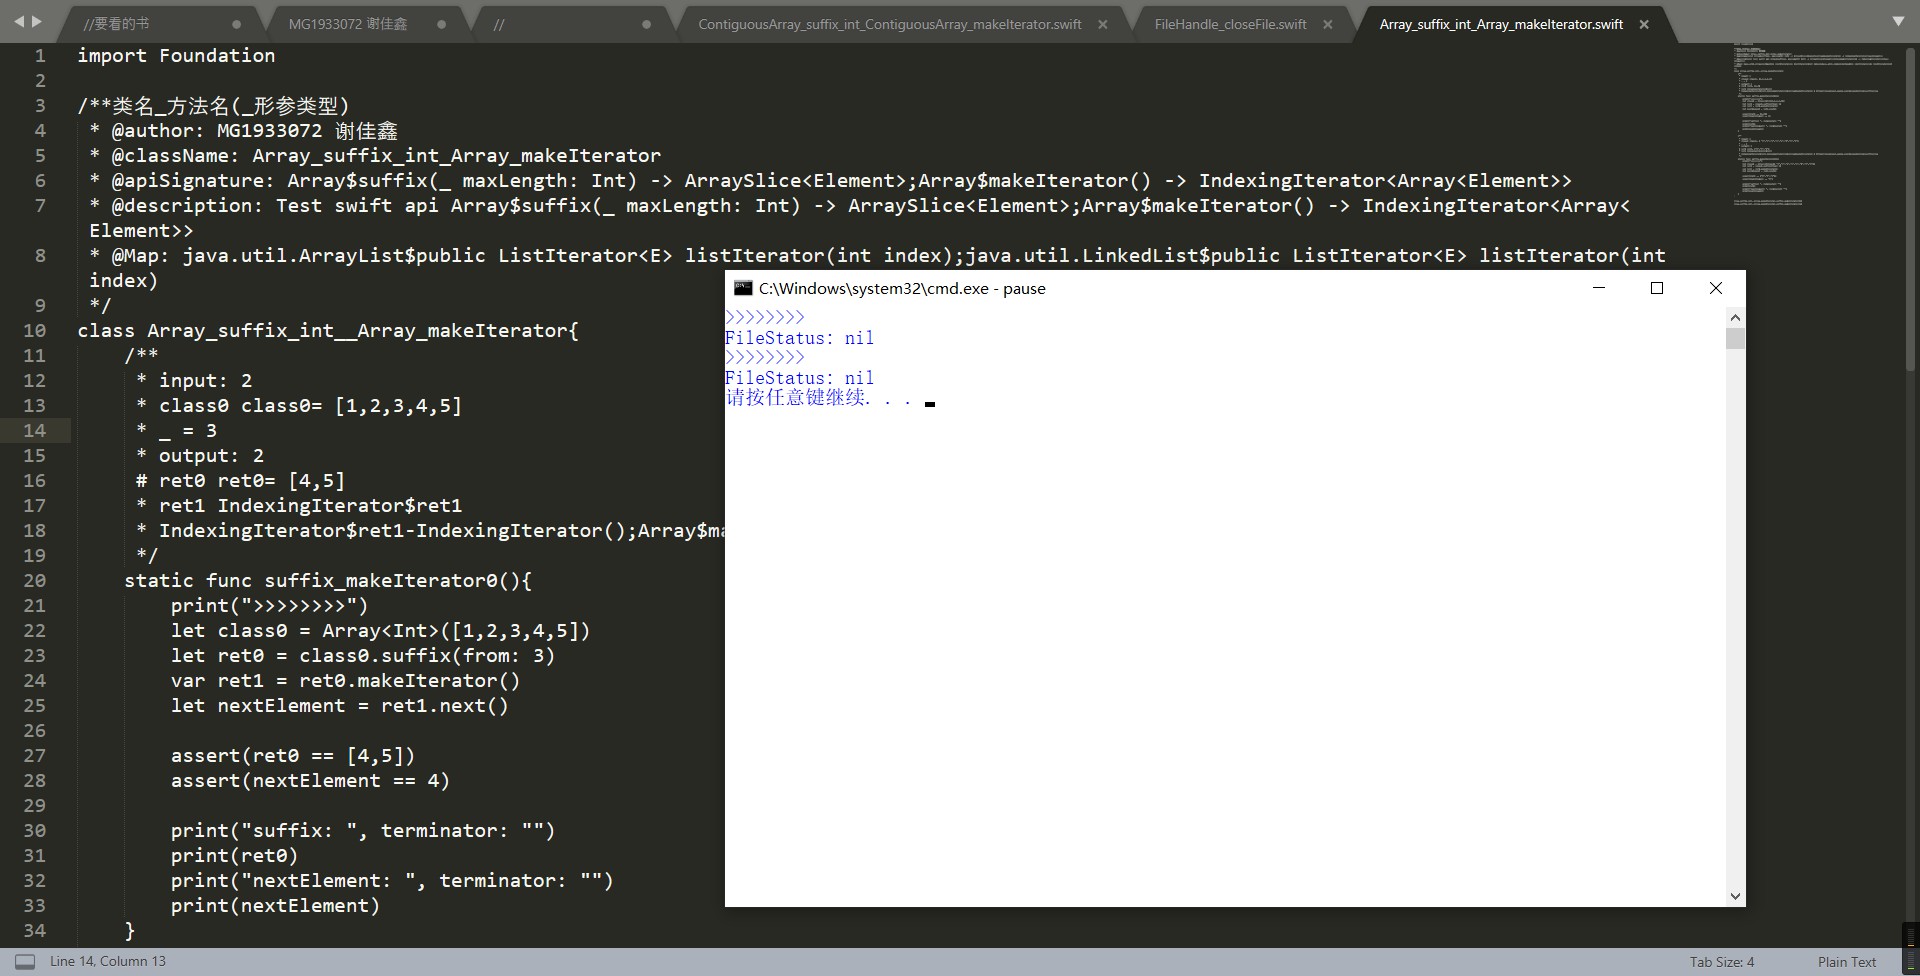 //要看的书
MG1933072 谢佳鑫
//
ContiguousArray_suffix_int_ContiguousArray_makeIterator.swift
FileHandle_closeFile.swift
Array_suffix_int_Array_makeIterator.swift
1 import Foundation
2
3 /**类名_方法名(_形参类型)
4 * @author: MG1933072 谢佳鑫
5 * @className: Array_suffix_int_Array_makeIterator
6 * @apiSignature: Array$suffix(_ maxLength: Int) -> ArraySlice<Element>;Array$makeIterator() -> IndexingIterator<Array<Element>>
7 * @description: Test swift api Array$suffix(_ maxLength: Int) -> ArraySlice<Element>;Array$makeIterator() -> IndexingIterator<Array<
Element>>
8 * @Map: java.util.ArrayList$public ListIterator<E> listIterator(int index);java.util.LinkedList$public ListIterator<E> listIterator(int
index)
9 */
10 class Array_suffix_int__Array_makeIterator{
11 /**
12 * input: 2
13 * class0 class0= [1,2,3,4,5]
14 * _ = 3
15 * output: 2
16 # ret0 ret0= [4,5]
17 * ret1 IndexingIterator$ret1
18 * IndexingIterator$ret1-IndexingIterator();Array$ma
19 */
20 static func suffix_makeIterator0(){
21 print(">>>>>>>>")
22 let class0 = Array<Int>([1,2,3,4,5])
23 let ret0 = class0.suffix(from: 3)
24 var ret1 = ret0.makeIterator()
25 let nextElement = ret1.next()
26
27 assert(ret0 == [4,5])
28 assert(nextElement == 4)
29
30 print("suffix: ", terminator: "")
31 print(ret0)
32 print("nextElement: ", terminator: "")
33 print(nextElement)
34 }
C:\Windows\system32\cmd.exe - pause
>>>>>>>>
FileStatus: nil
>>>>>>>>
FileStatus: nil
请按任意键继续. . .
Line 14, Column 13
Tab Size: 4
Plain Text